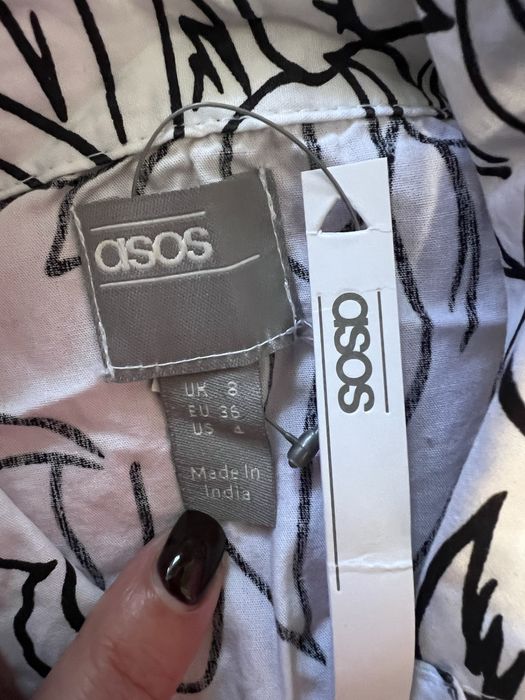 asos
UK 8
EU 36
US 4
Made In
India
asos